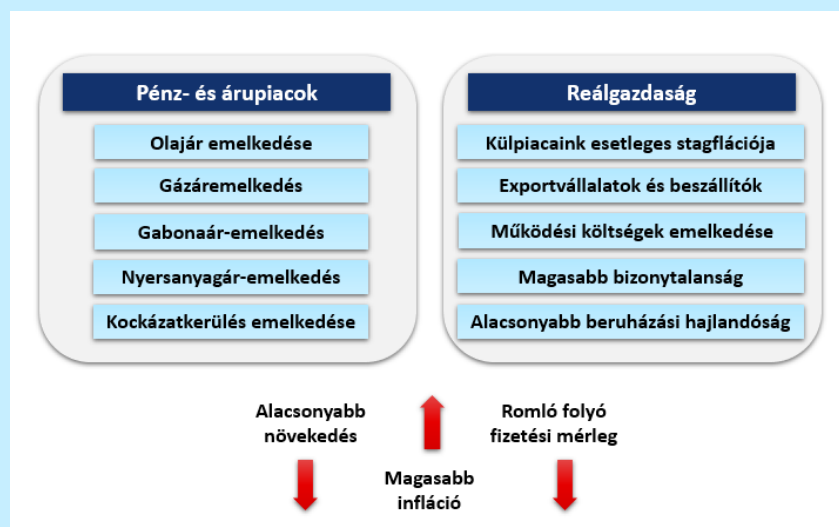 Pénz- és árupiacok
Olajár emelkedése
Gázáremelkedés
Gabonaár-emelkedés
Nyersanyagár-emelkedés
Kockázatkerülés emelkedése
Reálgazdaság
Külpiacaink esetleges stagflációja
Exportvállalatok és beszállítók
Működési költségek emelkedése
Magasabb bizonytalanság
Alacsonyabb beruházási hajlandóság
Alacsonyabb
növekedés
Magasabb
infláció
Romló folyó
fizetési mérleg